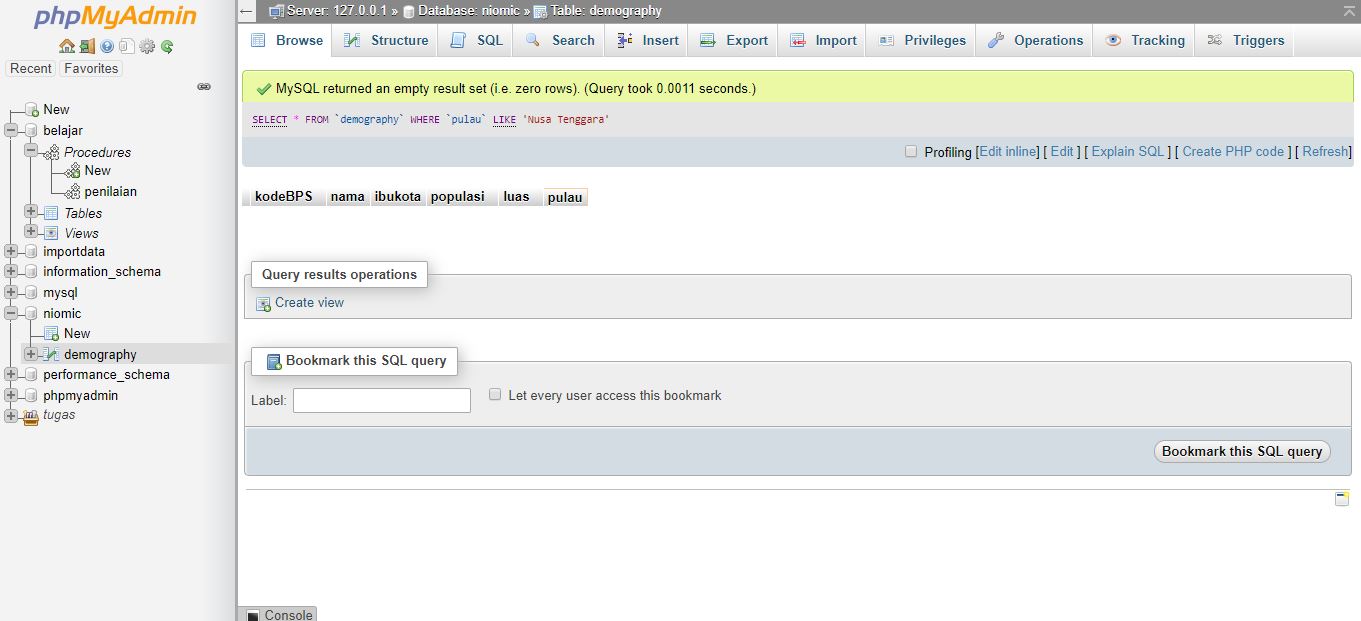 phpMyAdmin
Recent Favorites
New
belajar
Procedures
New
penilaian
Tables
Views
importdata
information_schema
mysql
niomic
New
demography
performance_schema
phpmyadmin
tugas
Server: 127.0.0.1 » Database: niomic » Table: demography
Browse Structure SQL Search Insert Export Import Privileges Operations Tracking Triggers
MySQL returned an empty result set (i.e. zero rows). (Query took 0.0011 seconds.)
SELECT * FROM `demography` WHERE `pulau` LIKE 'Nusa Tenggara'
Profiling [Edit inline] [ Edit ] [ Explain SQL ] [ Create PHP code ] [ Refresh]
kodeBPS nama ibukota populasi luas pulau
Query results operations
Create view
Bookmark this SQL query
Label: Let every user access this bookmark
Bookmark this SQL query
Console